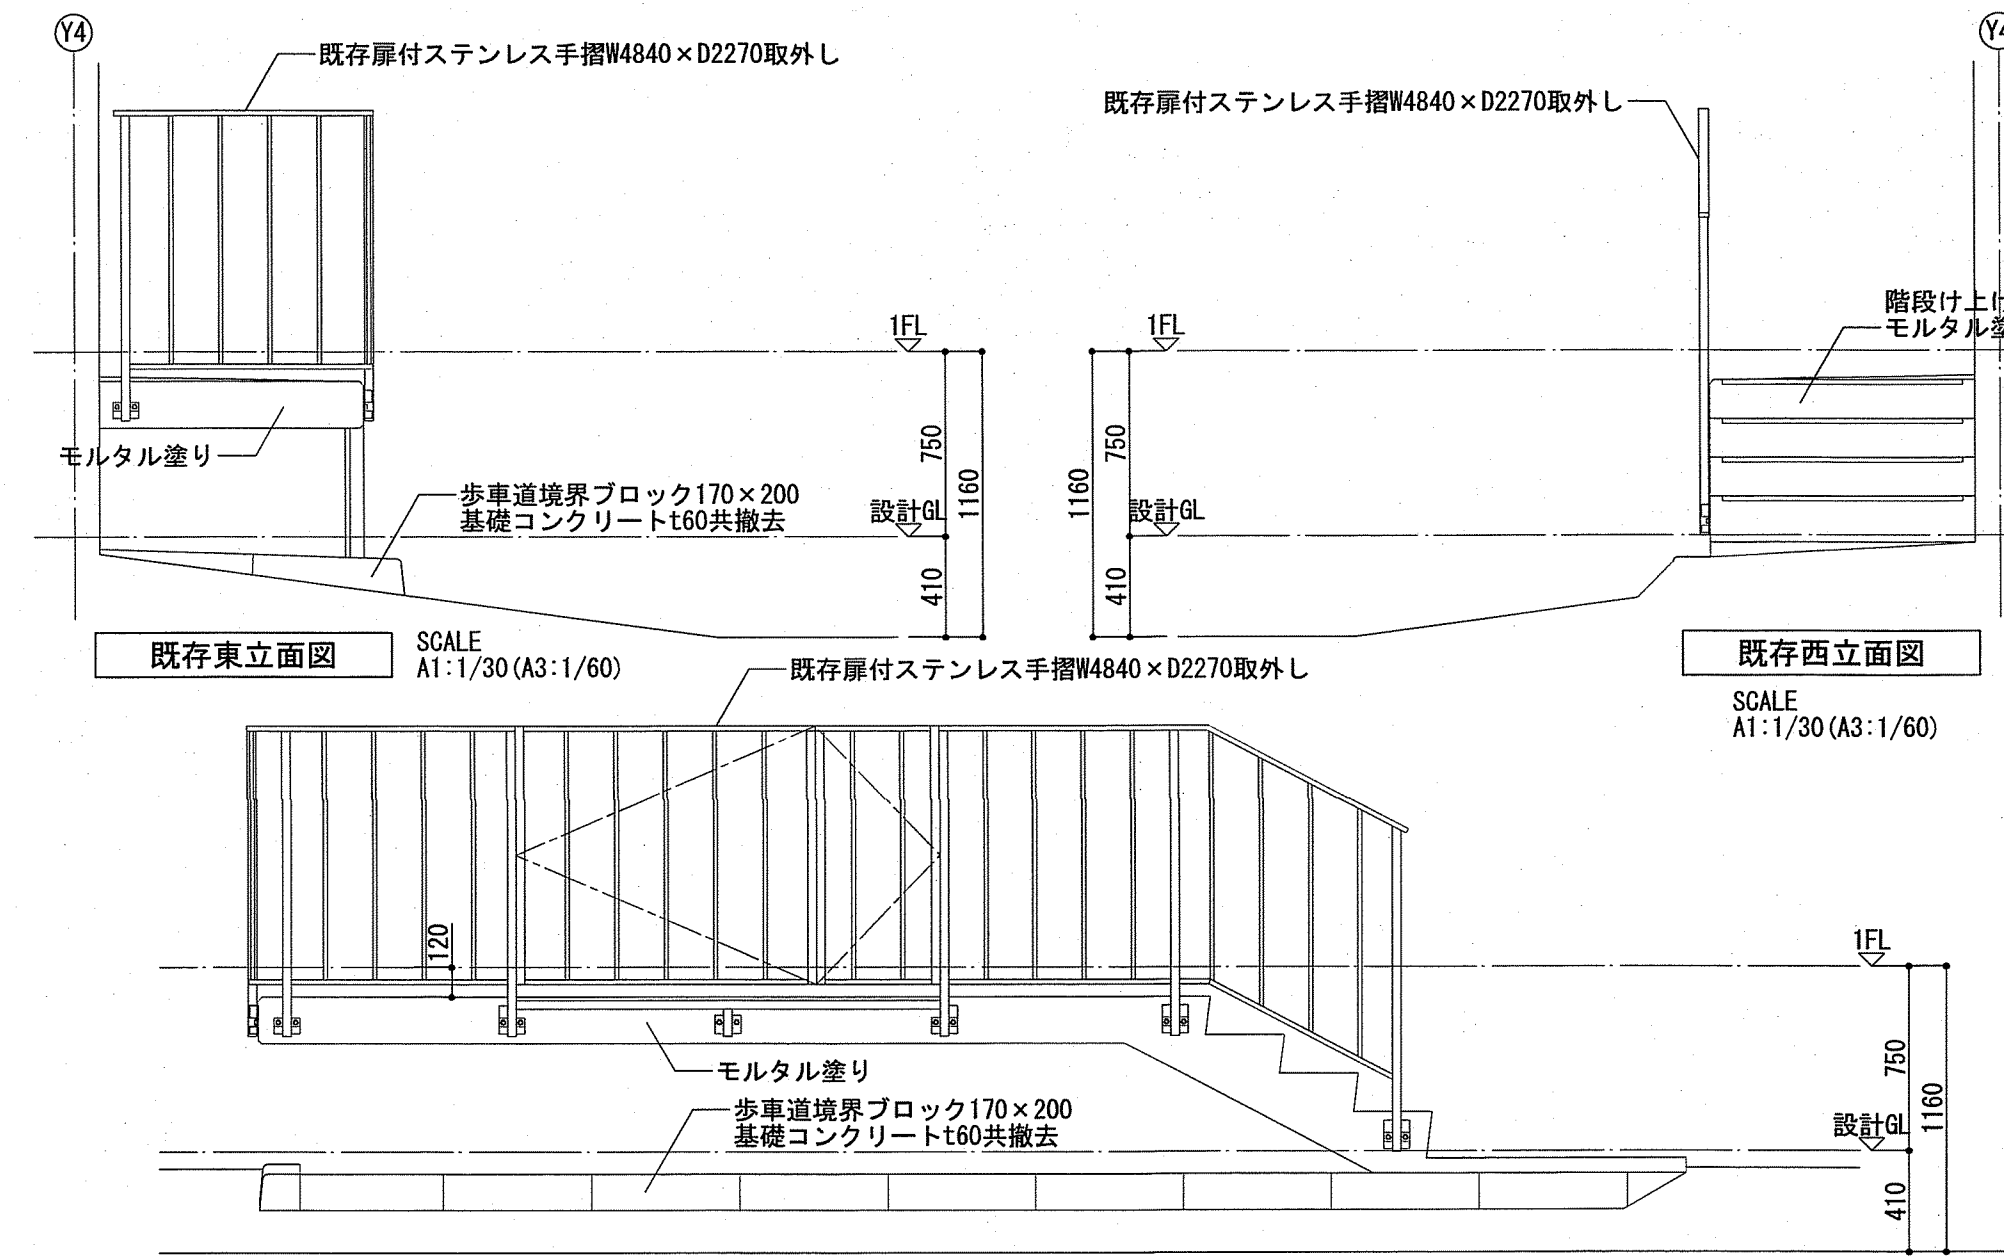 Y4
既存扉付ステンレス手摺W4840×D2270取外し
モルタル塗り
歩車道境界ブロック170×200
基礎コンクリートt60共撤去
1FL
750
1160
設計GL
410
既存東立面図
SCALE
A1:1/30(A3:1/60)
Y4
既存扉付ステンレス手摺W4840×D2270取外し
1FL
750
1160
設計GL
410
階段け上げ
モルタル塗
既存西立面図
SCALE
A1:1/30(A3:1/60)
既存扉付ステンレス手摺W4840×D2270取外し
120
モルタル塗り
歩車道境界ブロック170×200
基礎コンクリートt60共撤去
1FL
750
1160
設計GL
410